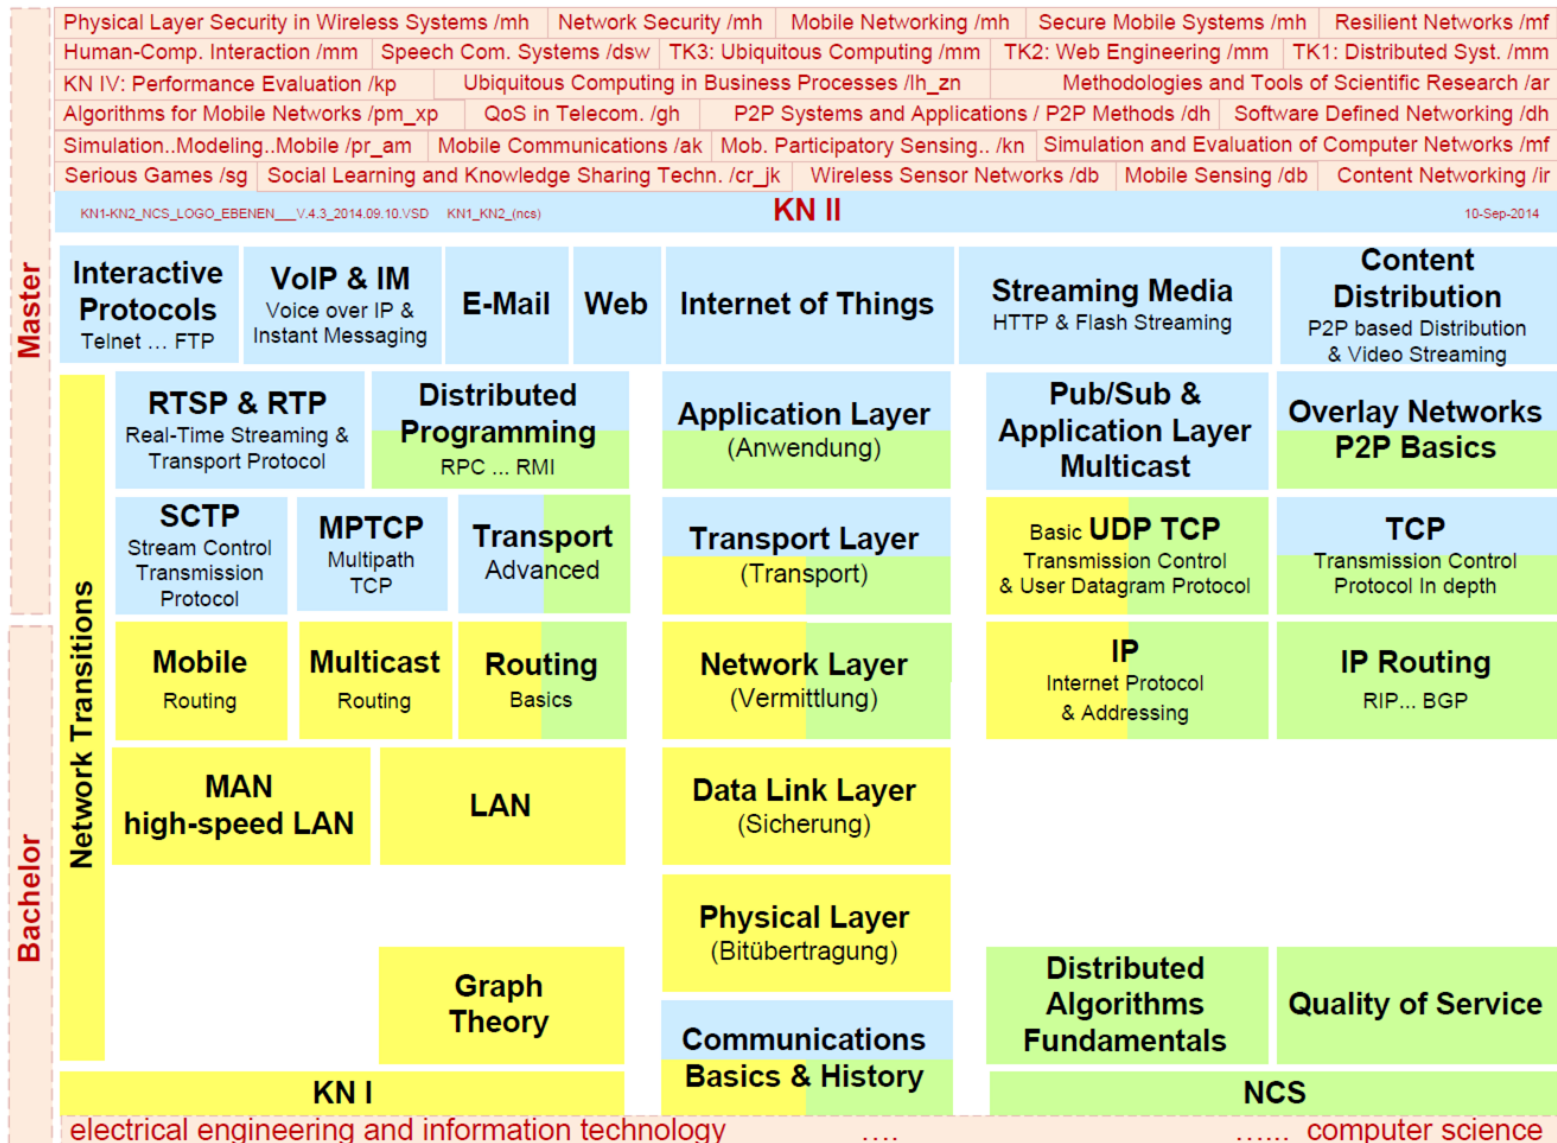 Physical Layer Security in Wireless Systems /mh
Network Security /mh
Mobile Networking /mh
Secure Mobile Systems /mh
Resilient Networks /mf
Human-Comp. Interaction /mm
Speech Com. Systems /dsw
TK3: Ubiquitous Computing /mm
TK2: Web Engineering /mm
TK1: Distributed Syst. /mm
KN IV: Performance Evaluation /kp
Ubiquitous Computing in Business Processes /lh_zn
Methodologies and Tools of Scientific Research /ar
Algorithms for Mobile Networks /pm_xp
QoS in Telecom. /gh
P2P Systems and Applications / P2P Methods /dh
Software Defined Networking /dh
Simulation..Modeling..Mobile /pr_am
Mobile Communications /ak
Mob. Participatory Sensing.. /kn
Simulation and Evaluation of Computer Networks /mf
Serious Games /sg
Social Learning and Knowledge Sharing Techn. /cr_jk
Wireless Sensor Networks /db
Mobile Sensing /db
Content Networking /ir
KN1-KN2_NCS_LOGO_EBENEN___V.4.3_2014.09.10.VSD
KN1_KN2_(ncs)
KN II
10-Sep-2014
Master
Interactive
Protocols
Telnet ... FTP
VoIP & IM
Voice over IP &
Instant Messaging
E-Mail
Web
Internet of Things
Streaming Media
HTTP & Flash Streaming
Content
Distribution
P2P based Distribution
& Video Streaming
Network Transitions
RTSP & RTP
Real-Time Streaming &
Transport Protocol
Distributed
Programming
RPC ... RMI
Application Layer
(Anwendung)
Pub/Sub &
Application Layer
Multicast
Overlay Networks
P2P Basics
SCTP
Stream Control
Transmission
Protocol
MPTCP
Multipath
TCP
Transport
Advanced
Transport Layer
(Transport)
Basic UDP TCP
Transmission Control
& User Datagram Protocol
TCP
Transmission Control
Protocol In depth
Bachelor
Mobile
Routing
Multicast
Routing
Routing
Basics
Network Layer
(Vermittlung)
IP
Internet Protocol
& Addressing
IP Routing
RIP... BGP
MAN
high-speed LAN
LAN
Data Link Layer
(Sicherung)
Physical Layer
(Bitübertragung)
Graph
Theory
Distributed
Algorithms
Fundamentals
Quality of Service
Communications
Basics & History
KN I
NCS
electrical engineering and information technology .... ...... computer science